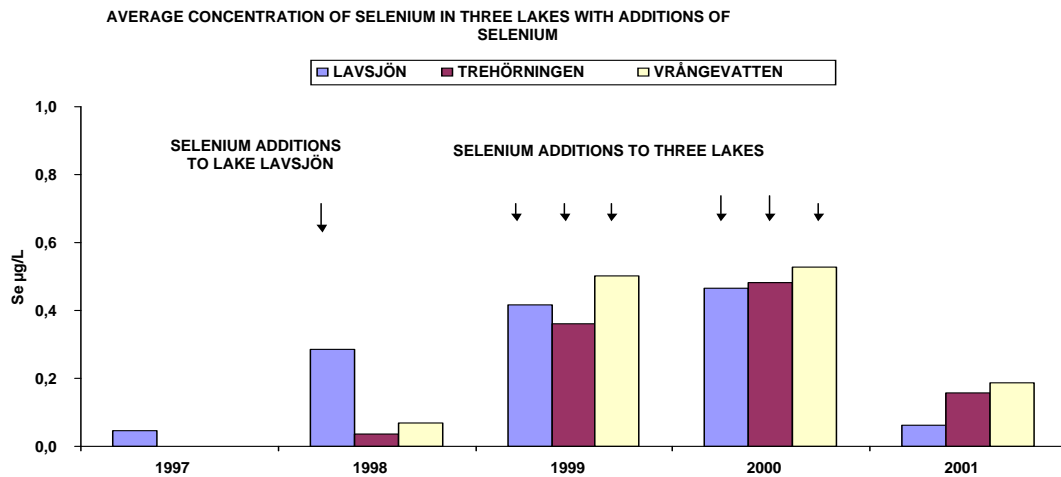 AVERAGE CONCENTRATION OF SELENIUM IN THREE LAKES WITH ADDITIONS OF
SELENIUM
LAVSJÖN TREHÖRNINGEN VRÅNGEVATTEN
SELENIUM ADDITIONS
TO LAKE LAVSJÖN
SELENIUM ADDITIONS TO THREE LAKES
Se µg/L
1,0
0,8
0,6
0,4
0,2
0,0
1997 1998 1999 2000 2001